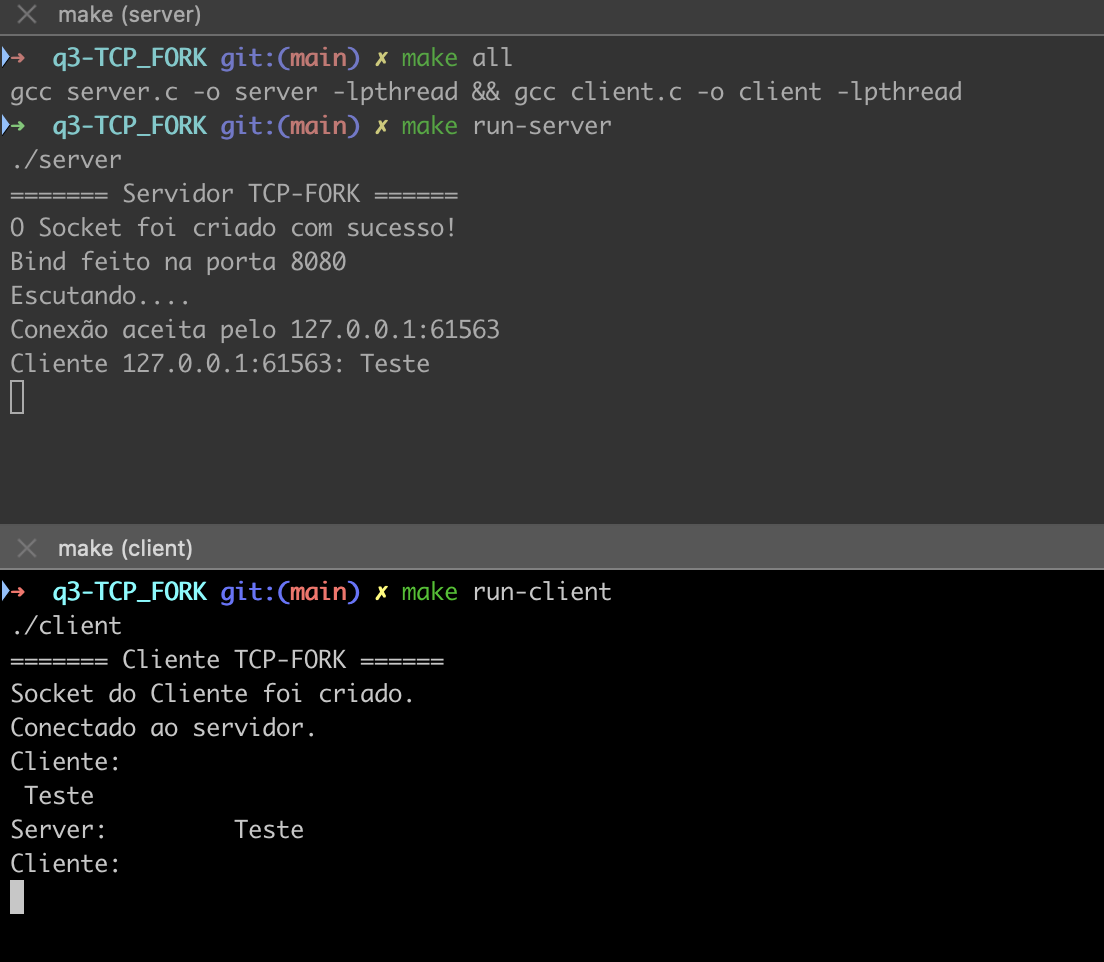 make (server)
➜ q3-TCP_FORK git:(main) ✗ make all
gcc server.c -o server -lpthread && gcc client.c -o client -lpthread
➜ q3-TCP_FORK git:(main) ✗ make run-server
./server
======= Servidor TCP-FORK ======
O Socket foi criado com sucesso!
Bind feito na porta 8080
Escutando....
Conexão aceita pelo 127.0.0.1:61563
Cliente 127.0.0.1:61563: Teste
make (client)
➜ q3-TCP_FORK git:(main) ✗ make run-client
./client
======= Cliente TCP-FORK ======
Socket do Cliente foi criado.
Conectado ao servidor.
Cliente:
 Teste
Server:         Teste
Cliente: